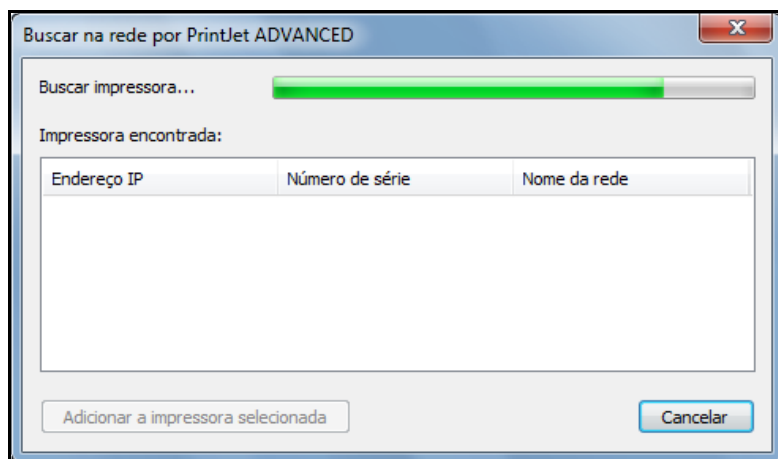 Buscar na rede por PrintJet ADVANCED
Buscar impressora...
Impressora encontrada:
Endereço IP Número de série Nome da rede
Adicionar a impressora selecionada Cancelar